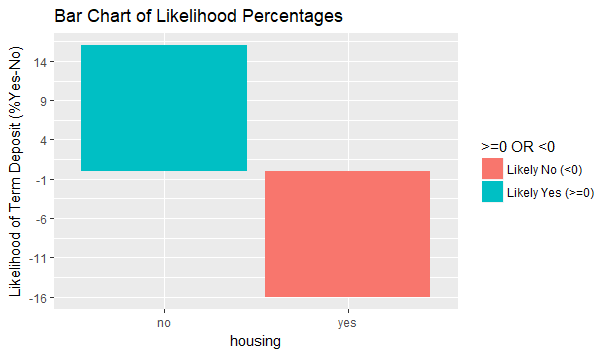 Bar Chart of Likelihood Percentages
Likelihood of Term Deposit (%Yes-No)
14
9
4
-1
-6
-11
-16
no
yes
housing
>=0 OR <0
Likely No (<0)
Likely Yes (>=0)